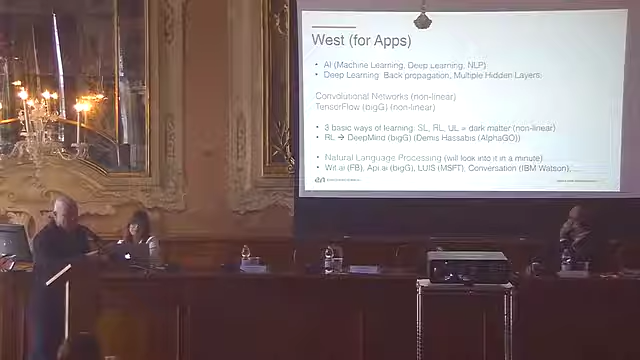 West (for Apps)
• AI (Machine Learning, Deep Learning, NLP)
• Deep Learning: Back propagation, Multiple Hidden Layers.
Convolutional Networks (non-linear)
TensorFlow (bigG) (non-linear)
• 3 basic ways of learning: SL, RL, UL = dark matter (non-linear)
• RL → DeepMind (bigG) (Demis Hassabis (AlphaGO))
• Natural Language Processing (will look into it in a minute)
• Wit.ai (FB), Api.ai (bigG), LUIS (MSFT), Conversation (IBM Watson),